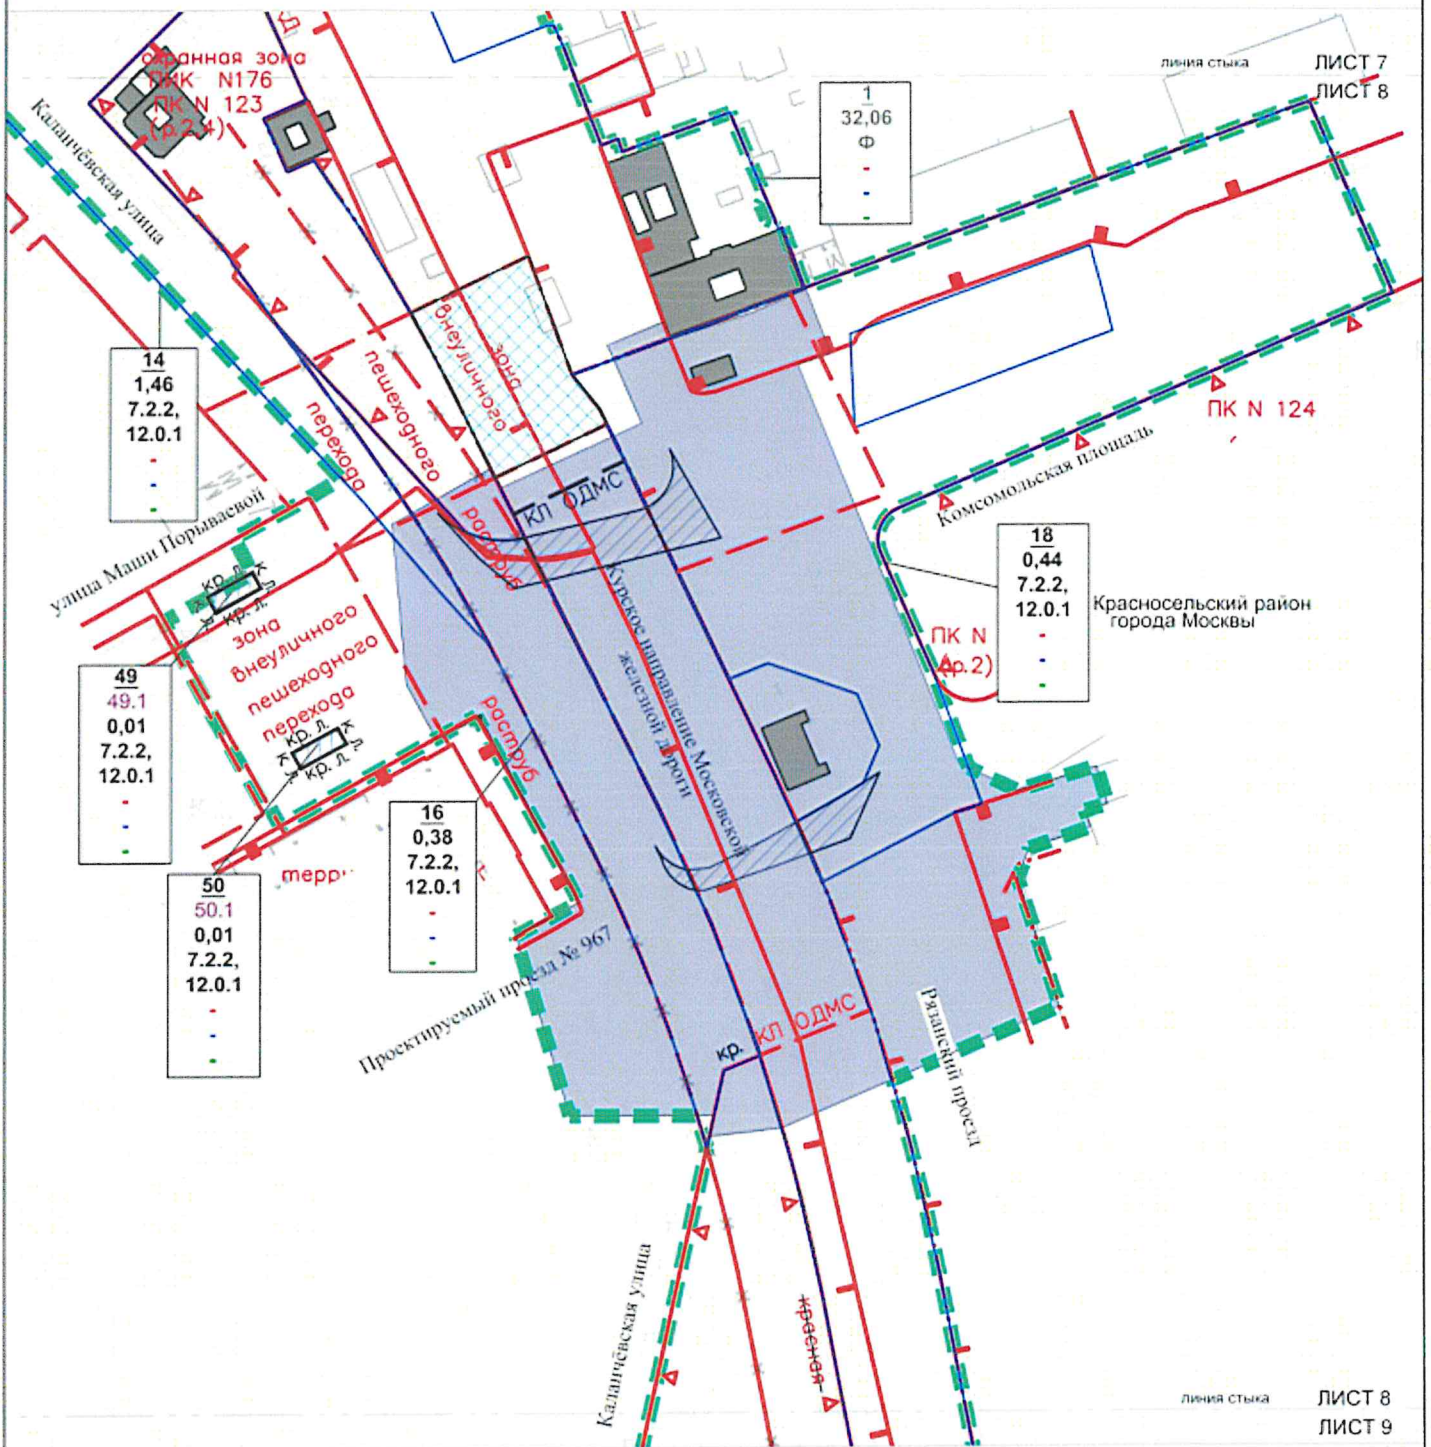 линия стыка ЛИСТ 7
ЛИСТ 8
охранная зона
N176
ПК N 123
(р.2,4)
Каланчёвская улица
1
32,06
Ф
-
-
-
14
1,46
7.2.2,
12.0.1
-
-
-
зона
внеуличного
пешеходного
перехода
ПК N 124
Комсомольская площадь
КЛ ОДМС
раструб
улица Маши Порываевой
кр. л.
к л.
к л.
кр. л.
зона
внеуличного
пешеходного
перехода
кр. л.
к л.
к л.
кр. л.
Курское направление Московской
железной дороги
18
0,44
7.2.2,
12.0.1
-
-
-
Красносельский район
города Москвы
ПК N
(р.2)
49
49.1
0,01
7.2.2,
12.0.1
-
-
-
раструб
16
0,38
7.2.2,
12.0.1
-
-
-
50
50.1
0,01
7.2.2,
12.0.1
-
-
-
терр
Проектируемый проезд № 967
кр.
КЛ ОДМС
Рязанский проезд
Каланчёвская улица
красная
линия стыка ЛИСТ 8
ЛИСТ 9